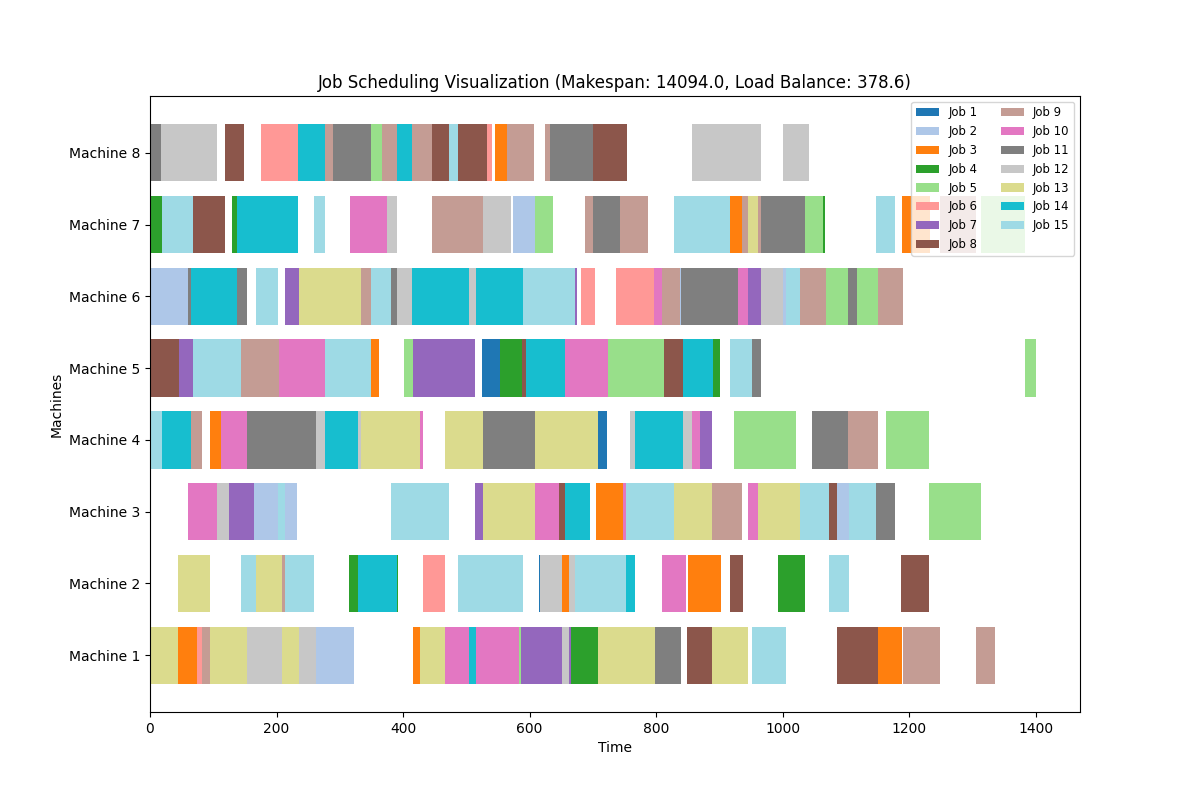 Job Scheduling Visualization (Makespan: 14094.0, Load Balance: 378.6)
Machine 8
Machine 7
Machine 6
Machine 5
Machine 4
Machine 3
Machine 2
Machine 1
Machines
0 200 400 600 800 1000 1200 1400
Time
Job 1
Job 2
Job 3
Job 4
Job 5
Job 6
Job 7
Job 8
Job 9
Job 10
Job 11
Job 12
Job 13
Job 14
Job 15